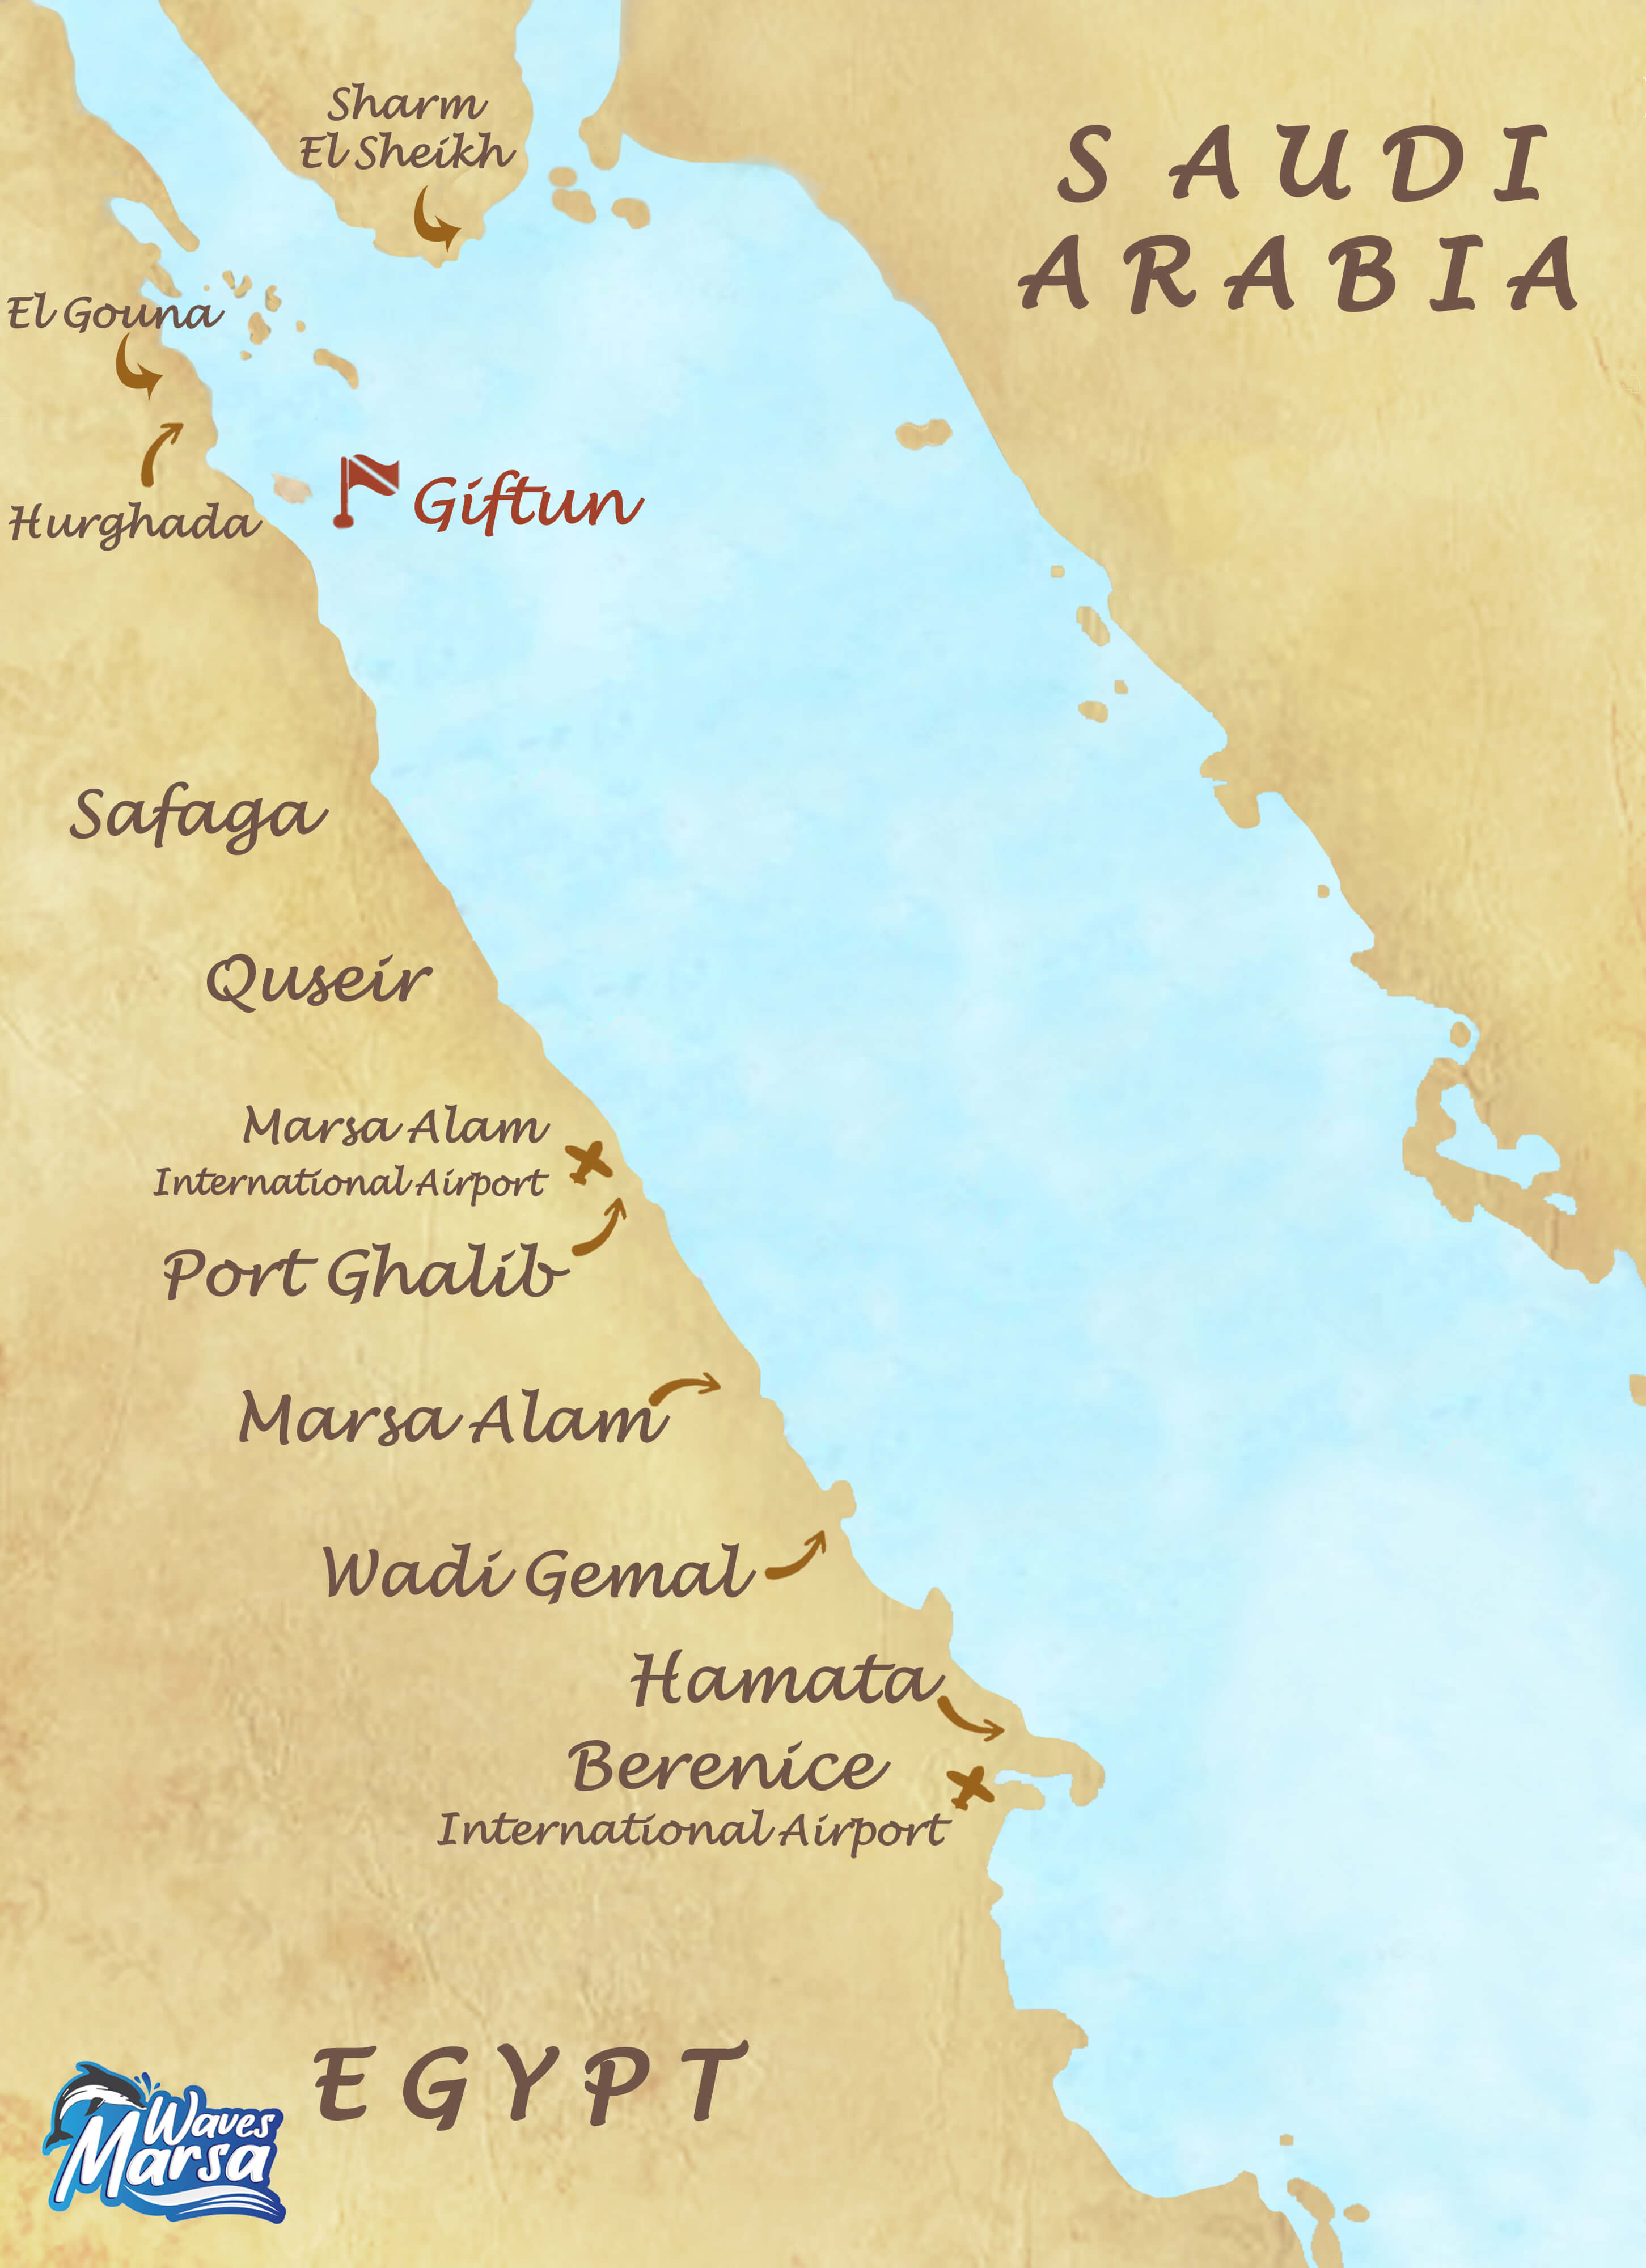 Sharm
El Sheikh
S AUDI
ARABIA
El Gouna
Giftun
Hurghada
Safaga
Quseir
Marsa Alam
International Airport
Port Ghalib
Marsa Alam
Wadi Gemal
Hamata
Berenice
International Airport
EGYPT
Waves
Marsa